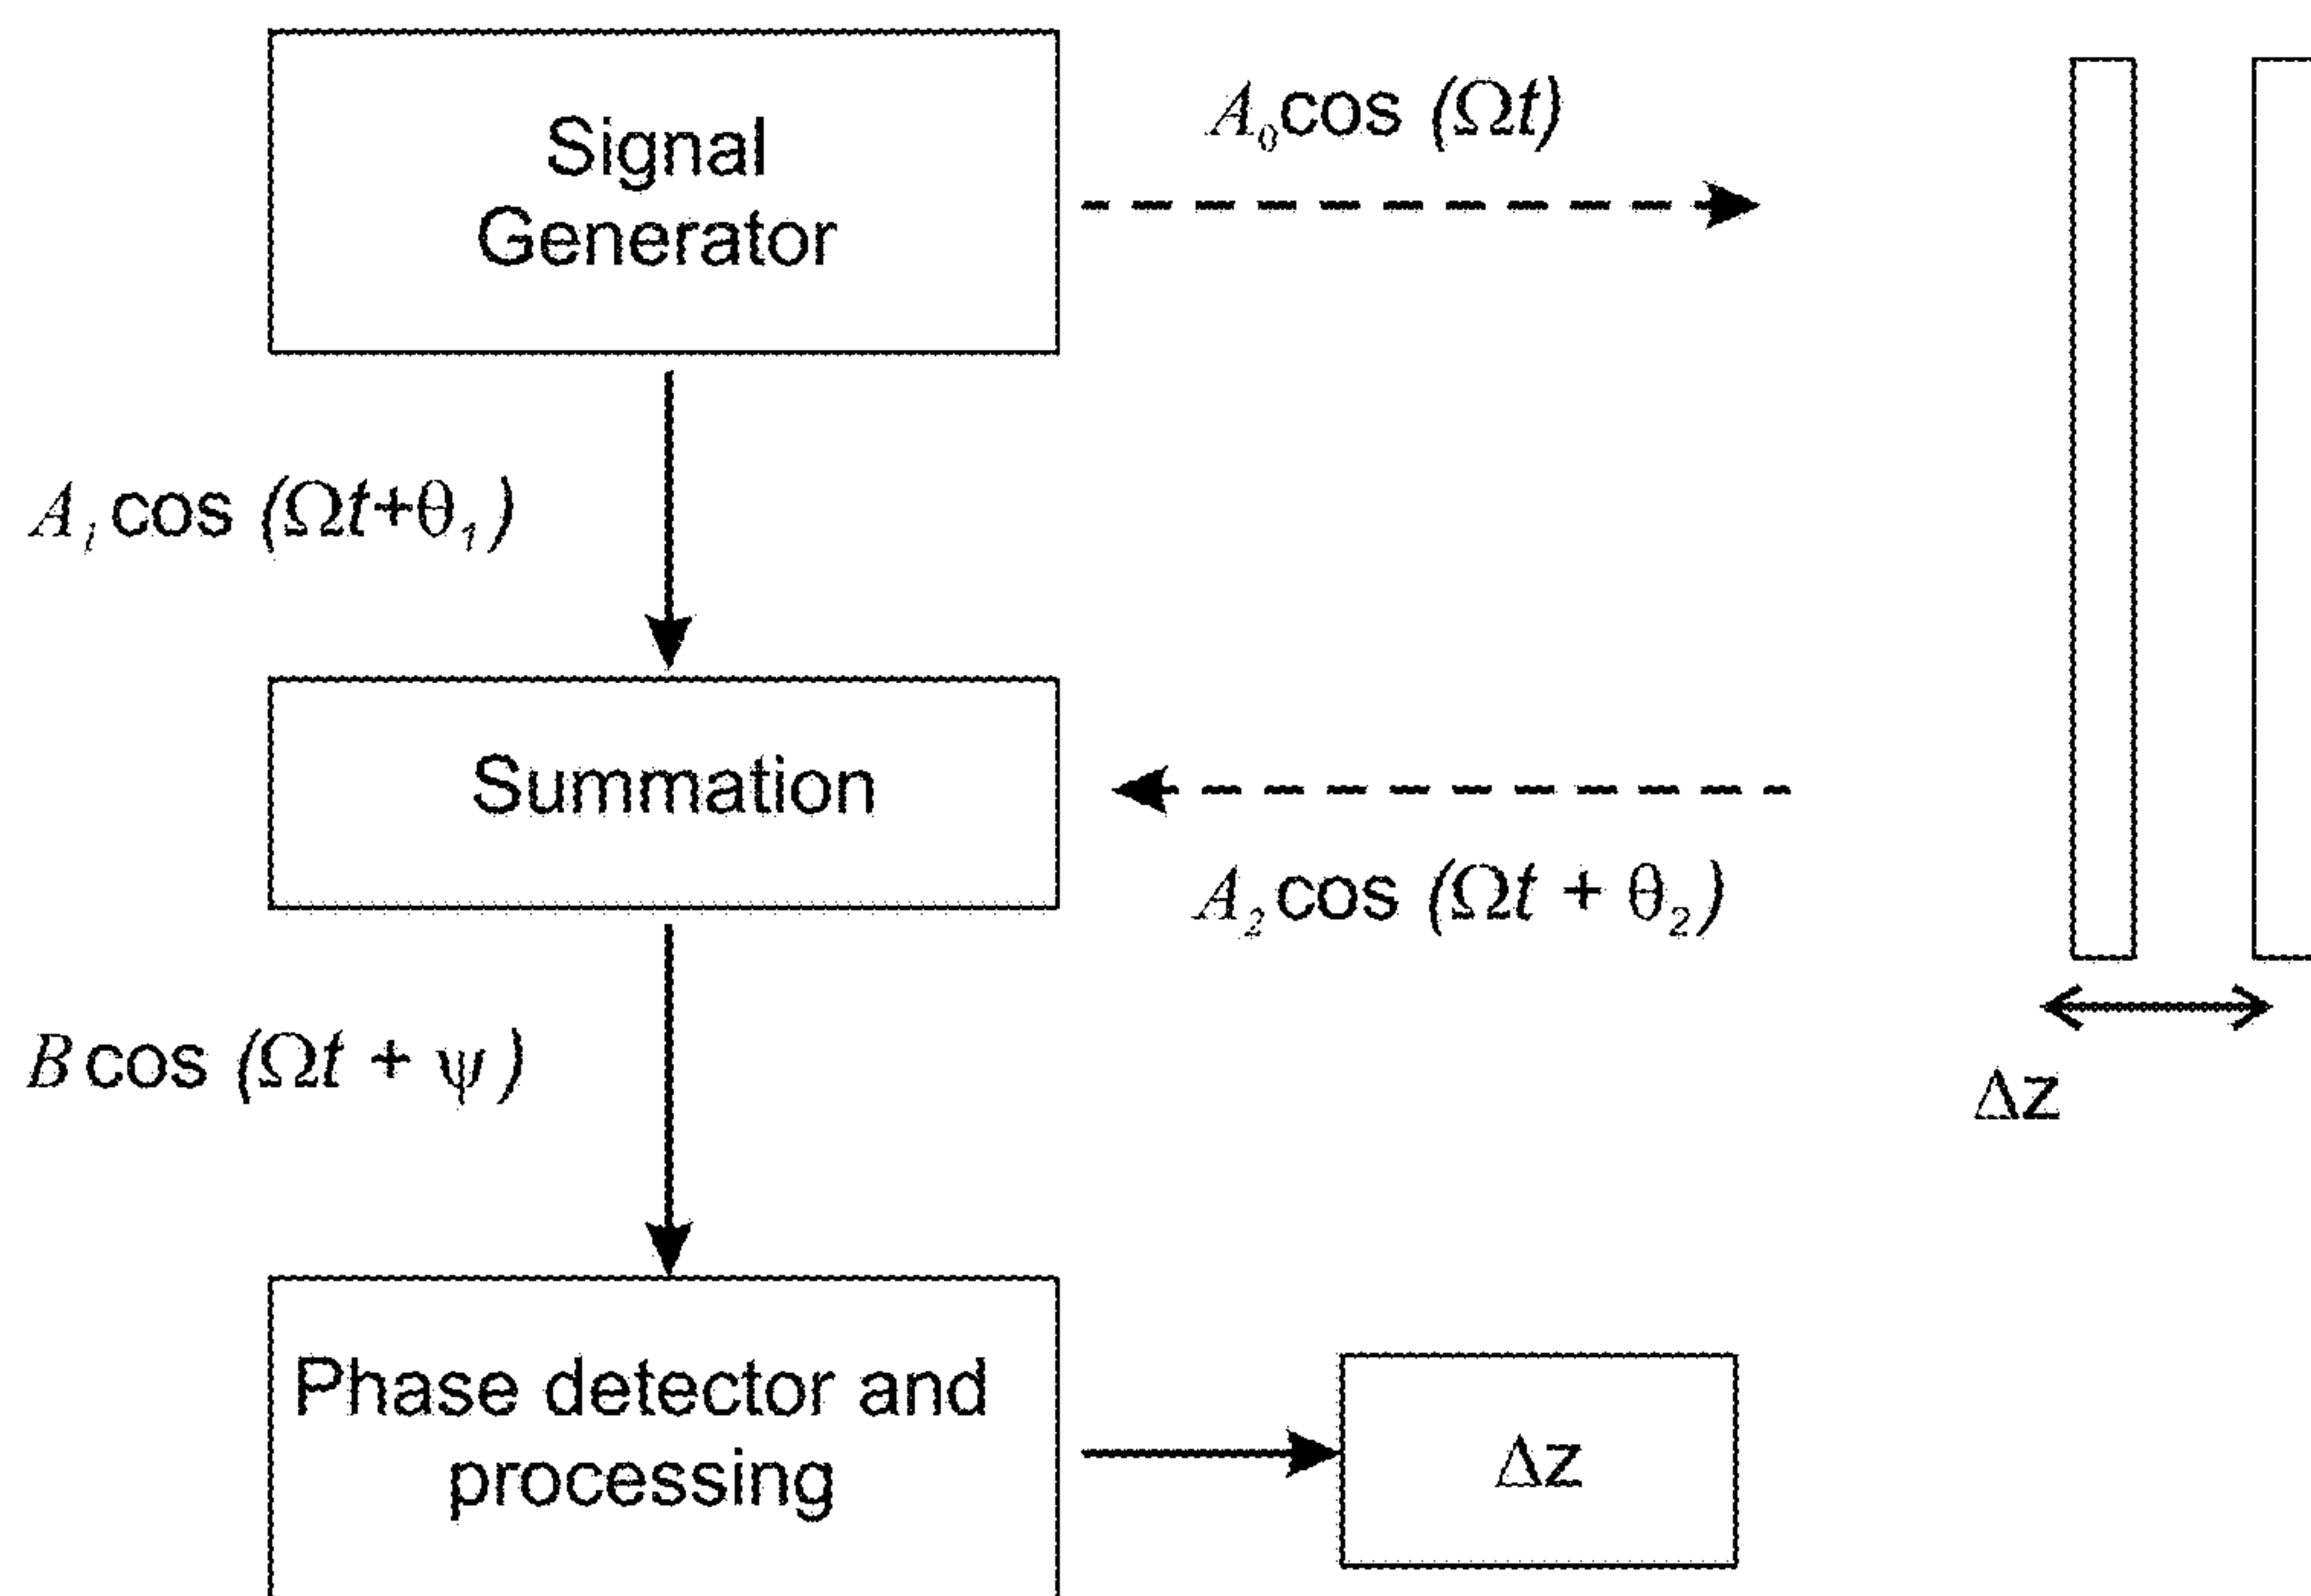 Signal
Generator
A₀cos (Ωt)
A₁cos (Ωt+θ₁)
Summation
A₂cos (Ωt + θ₂)
Bcos (Ωt + ψ)
Δz
Phase detector and
processing
Δz